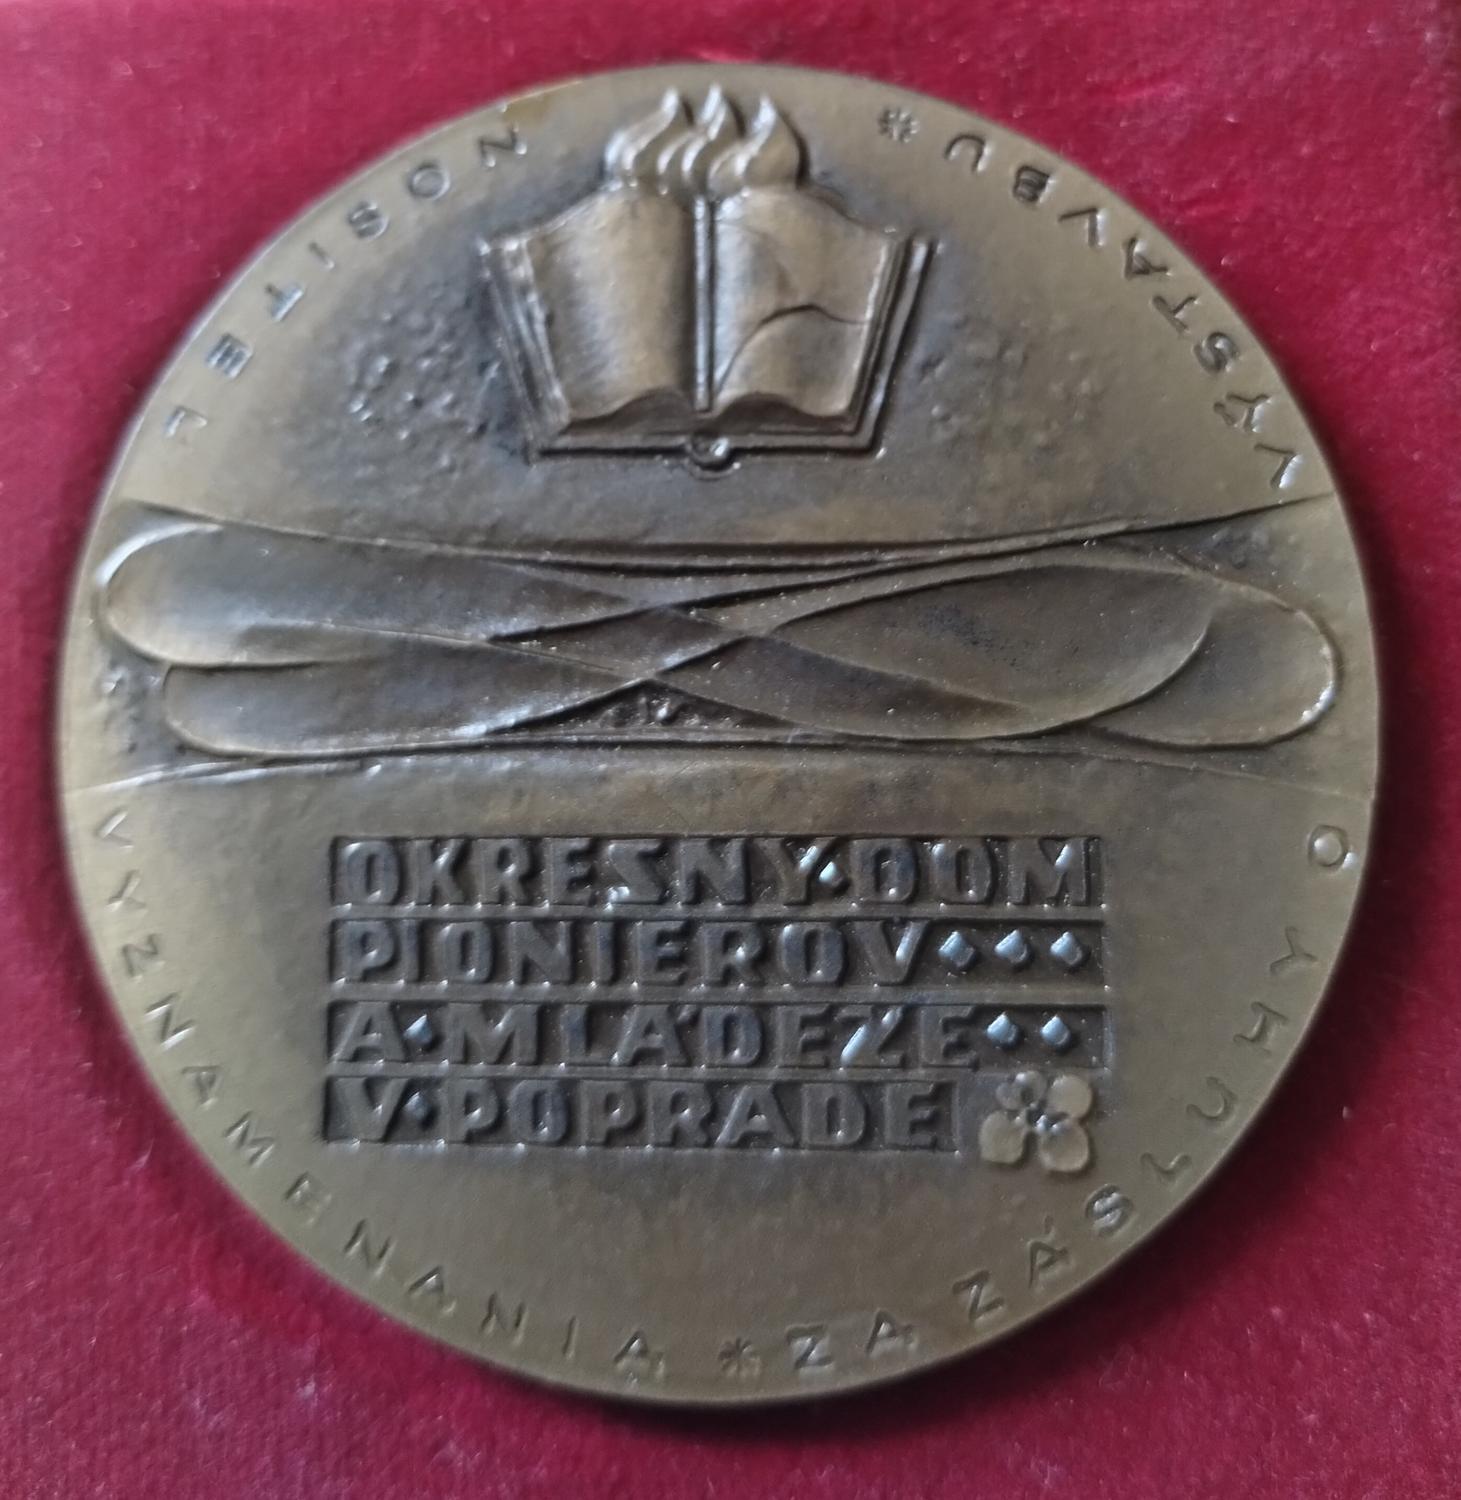 NOSITEĽ VYZNAMENANIA * ZA ZÁSLUHY O VÝSTAVBU *
OKRESNÝ·DOM
PIONIEROV···
A·MLÁDEŽE··
V·POPRADE